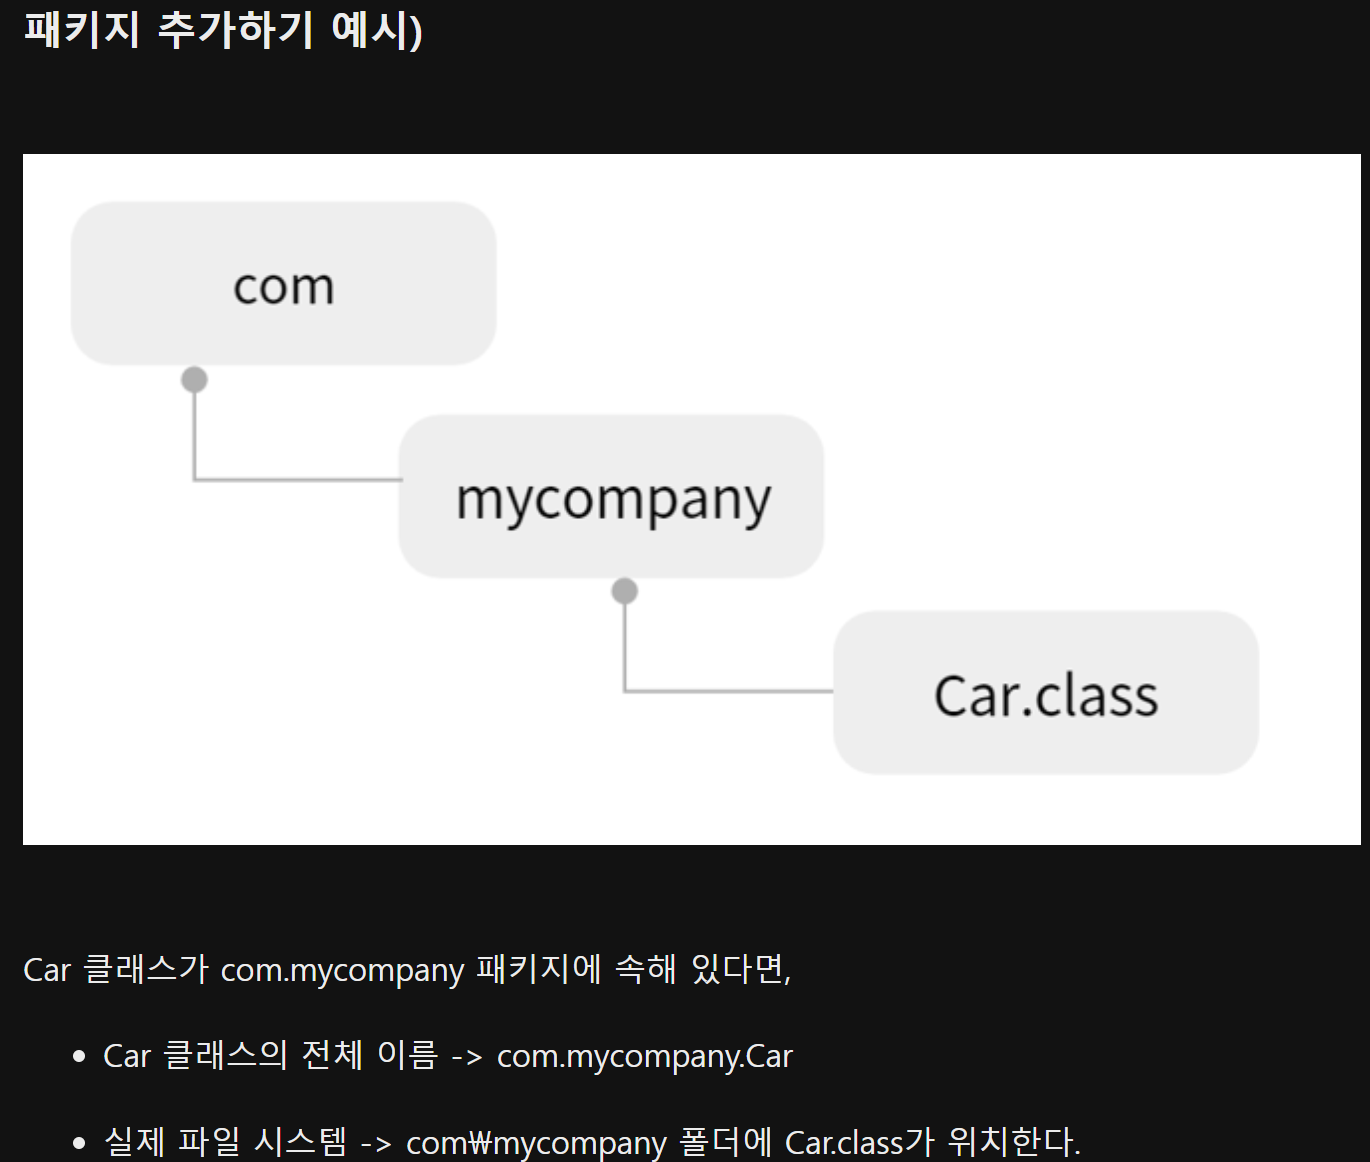 패키지 추가하기 예시)
com
mycompany
Car.class
Car 클래스가 com.mycompany 패키지에 속해 있다면,
• Car 클래스의 전체 이름 -> com.mycompany.Car
• 실제 파일 시스템 -> com₩mycompany 폴더에 Car.class가 위치한다.